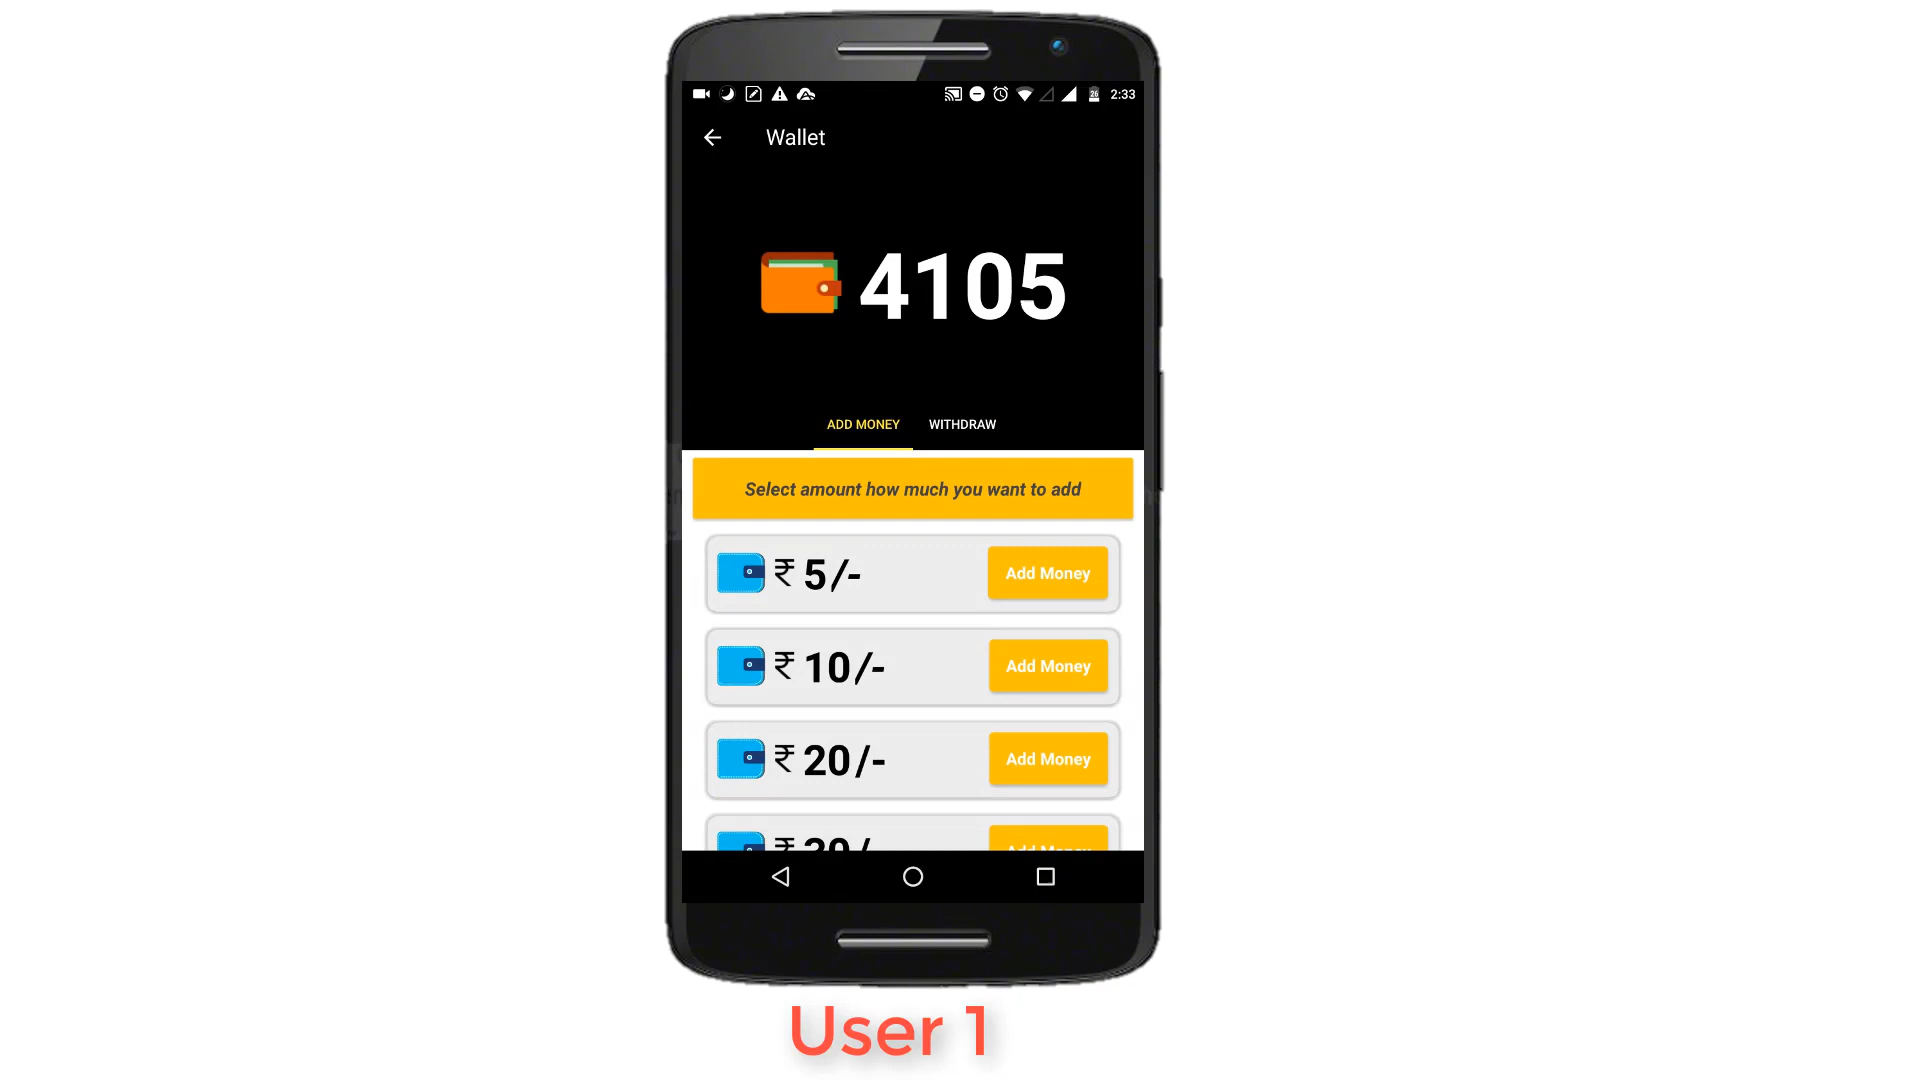 2:33
Wallet
4105
ADD MONEY WITHDRAW
Select amount how much you want to add
₹ 5/- Add Money
₹ 10/- Add Money
₹ 20/- Add Money
User 1